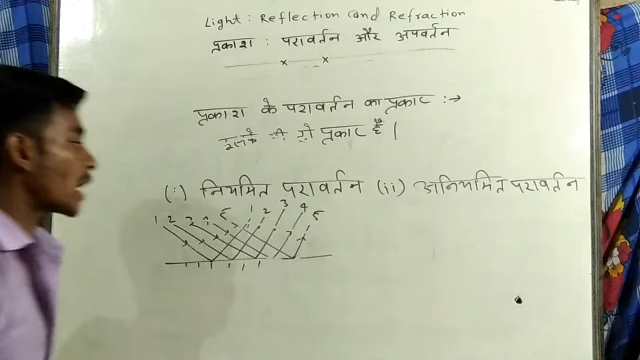 Light : Reflection and Refraction
प्रकाश : परावर्तन और अपवर्तन
प्रकाश के परावर्तन का प्रकार :→
प्रकार हैं |
(i) नियमित परावर्तन (ii) अनियमित परावर्तन
1 2 3 4 5 1 2 3 4 5